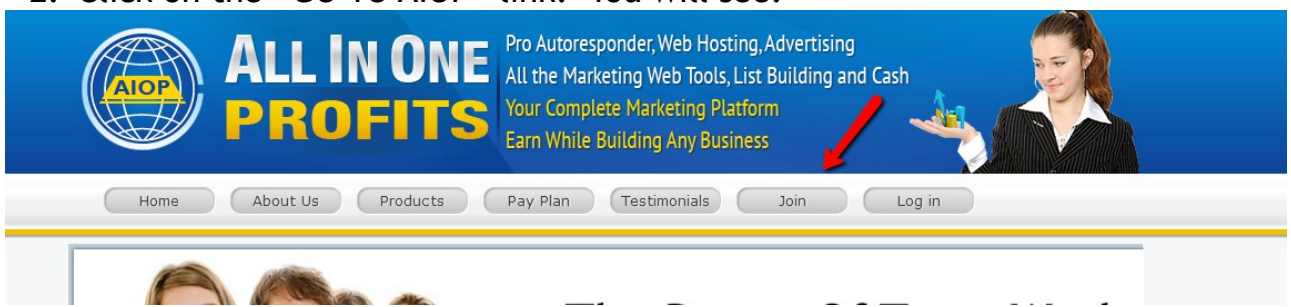 2. Click on the "Go To AIOP" link. You will see:
AIOP
ALL IN ONE
PROFITS
Pro Autoresponder, Web Hosting, Advertising
All the Marketing Web Tools, List Building and Cash
Your Complete Marketing Platform
Earn While Building Any Business
Home About Us Products Pay Plan Testimonials Join Log in